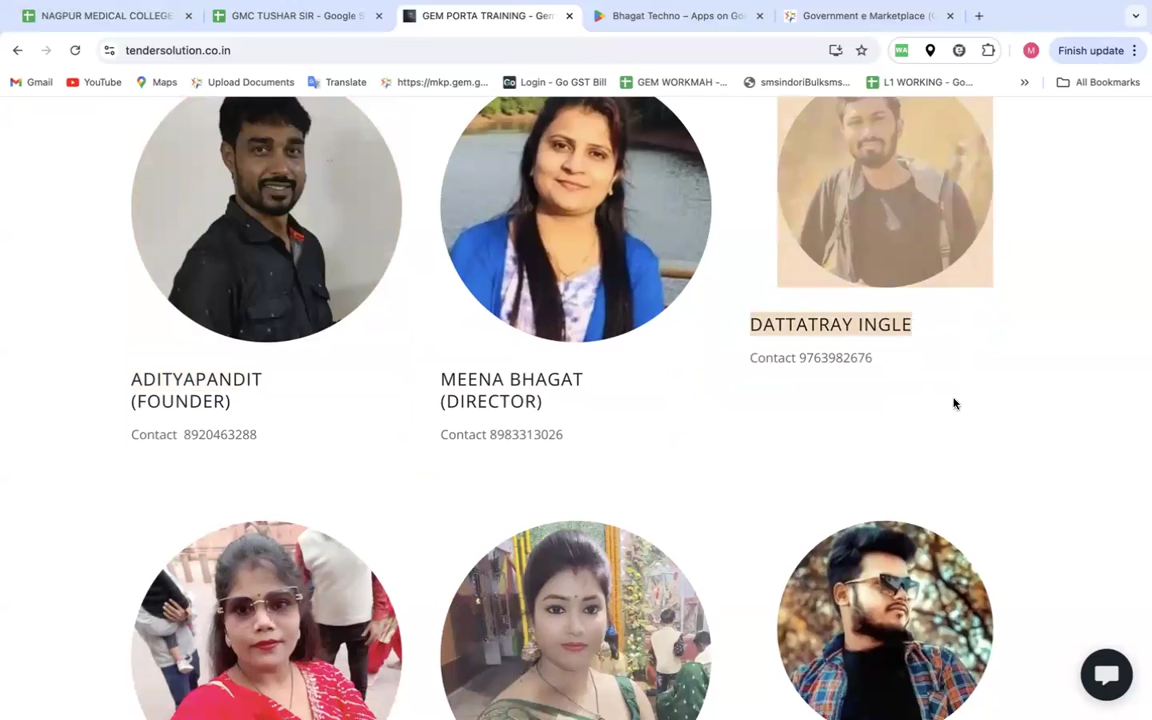 NAGPUR MEDICAL COLLEGE
GMC TUSHAR SIR - Google S
GEM PORTA TRAINING - Gem
Bhagat Techno – Apps on Go
Government e Marketplace (
tendersolution.co.in
Finish update
Gmail
YouTube
Maps
Upload Documents
Translate
https://mkp.gem.g...
Login - Go GST Bill
GEM WORKMAH -...
smsindoriBulksms...
L1 WORKING - Go...
All Bookmarks
DATTATRAY INGLE
Contact 9763982676
ADITYAPANDIT
(FOUNDER)
Contact 8920463288
MEENA BHAGAT
(DIRECTOR)
Contact 8983313026